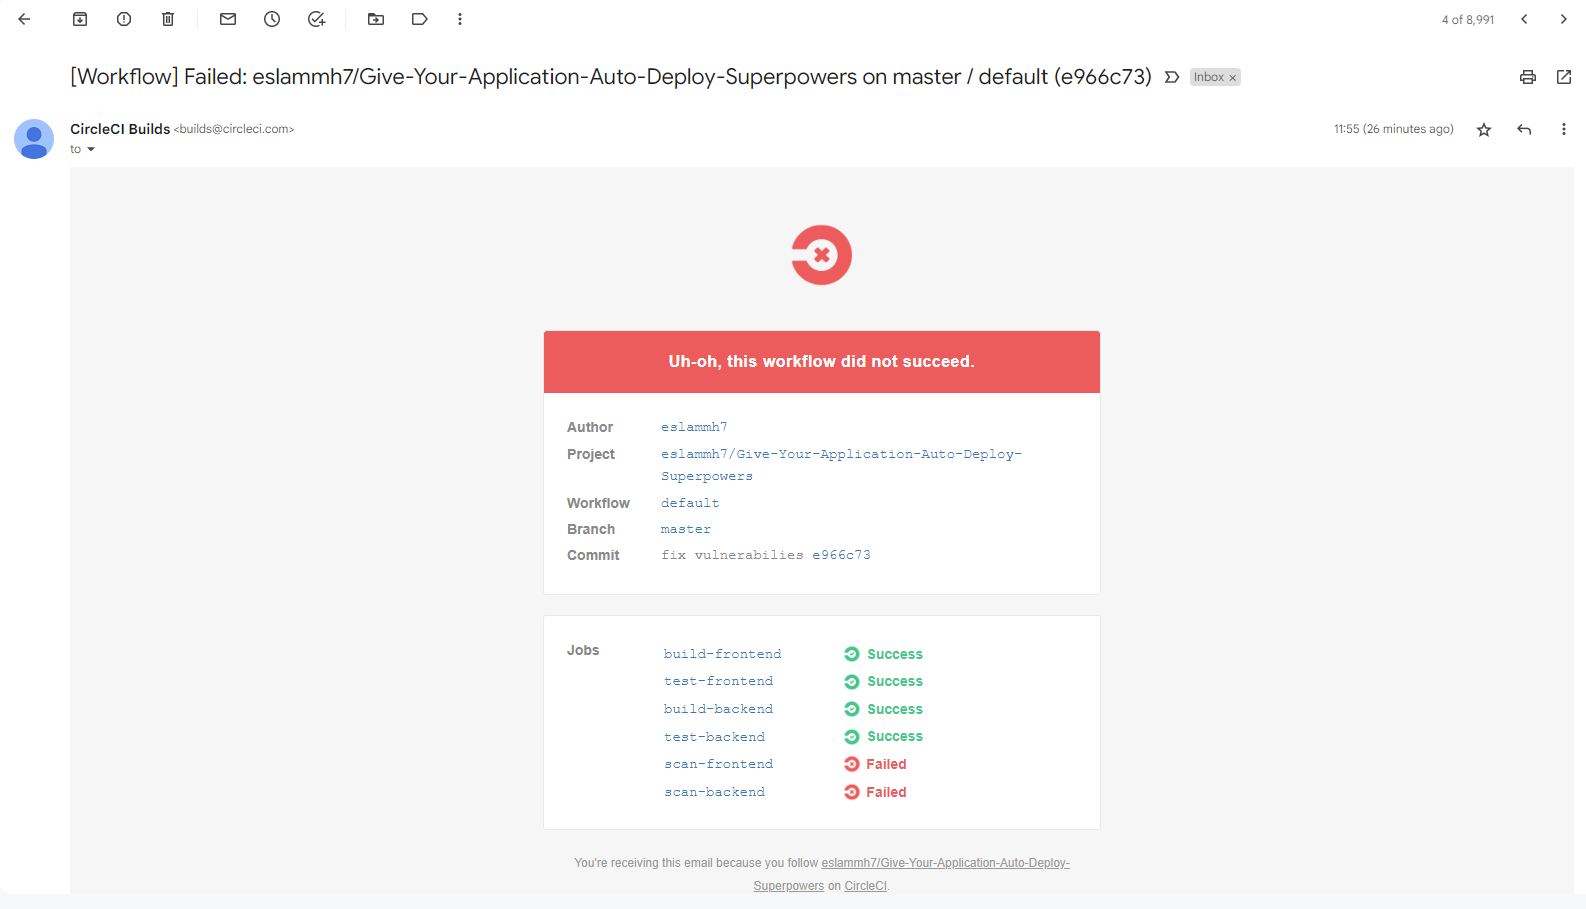 4 of 8,991
[Workflow] Failed: eslammh7/Give-Your-Application-Auto-Deploy-Superpowers on master / default (e966c73)
Inbox ×
CircleCI Builds <builds@circleci.com>
11:55 (26 minutes ago)
to
Uh-oh, this workflow did not succeed.
Author eslammh7
Project eslammh7/Give-Your-Application-Auto-Deploy-
Superpowers
Workflow default
Branch master
Commit fix vulnerabilies e966c73
Jobs build-frontend Success
test-frontend Success
build-backend Success
test-backend Success
scan-frontend Failed
scan-backend Failed
You're receiving this email because you follow eslammh7/Give-Your-Application-Auto-Deploy-
Superpowers on CircleCI.